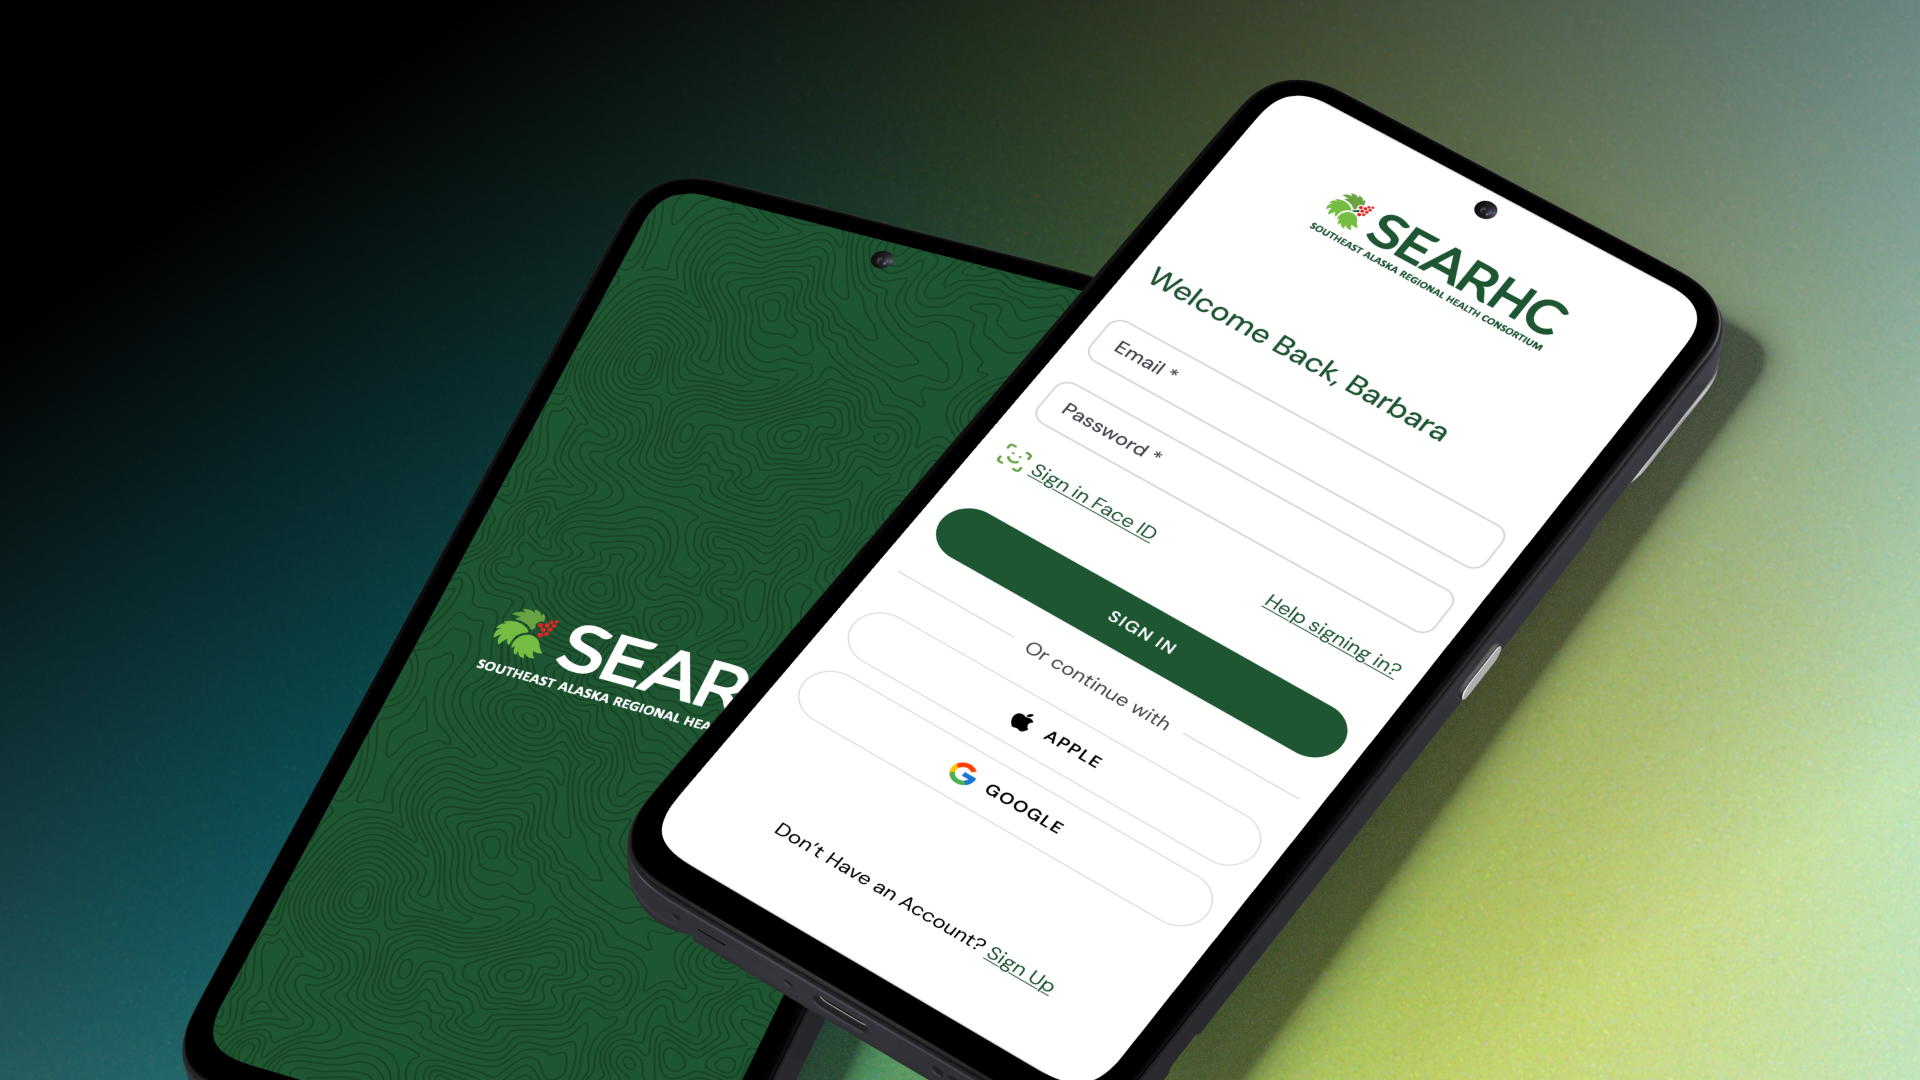 SEARHC
SOUTHEAST ALASKA REGIONAL HEALTH CONSORTIUM
Welcome Back, Barbara
Email *
Password *
Sign in Face ID
Help signing in?
SIGN IN
Or continue with
APPLE
GOOGLE
Don't Have an Account? Sign Up
SEAR
SOUTHEAST ALASKA REGIONAL HEA